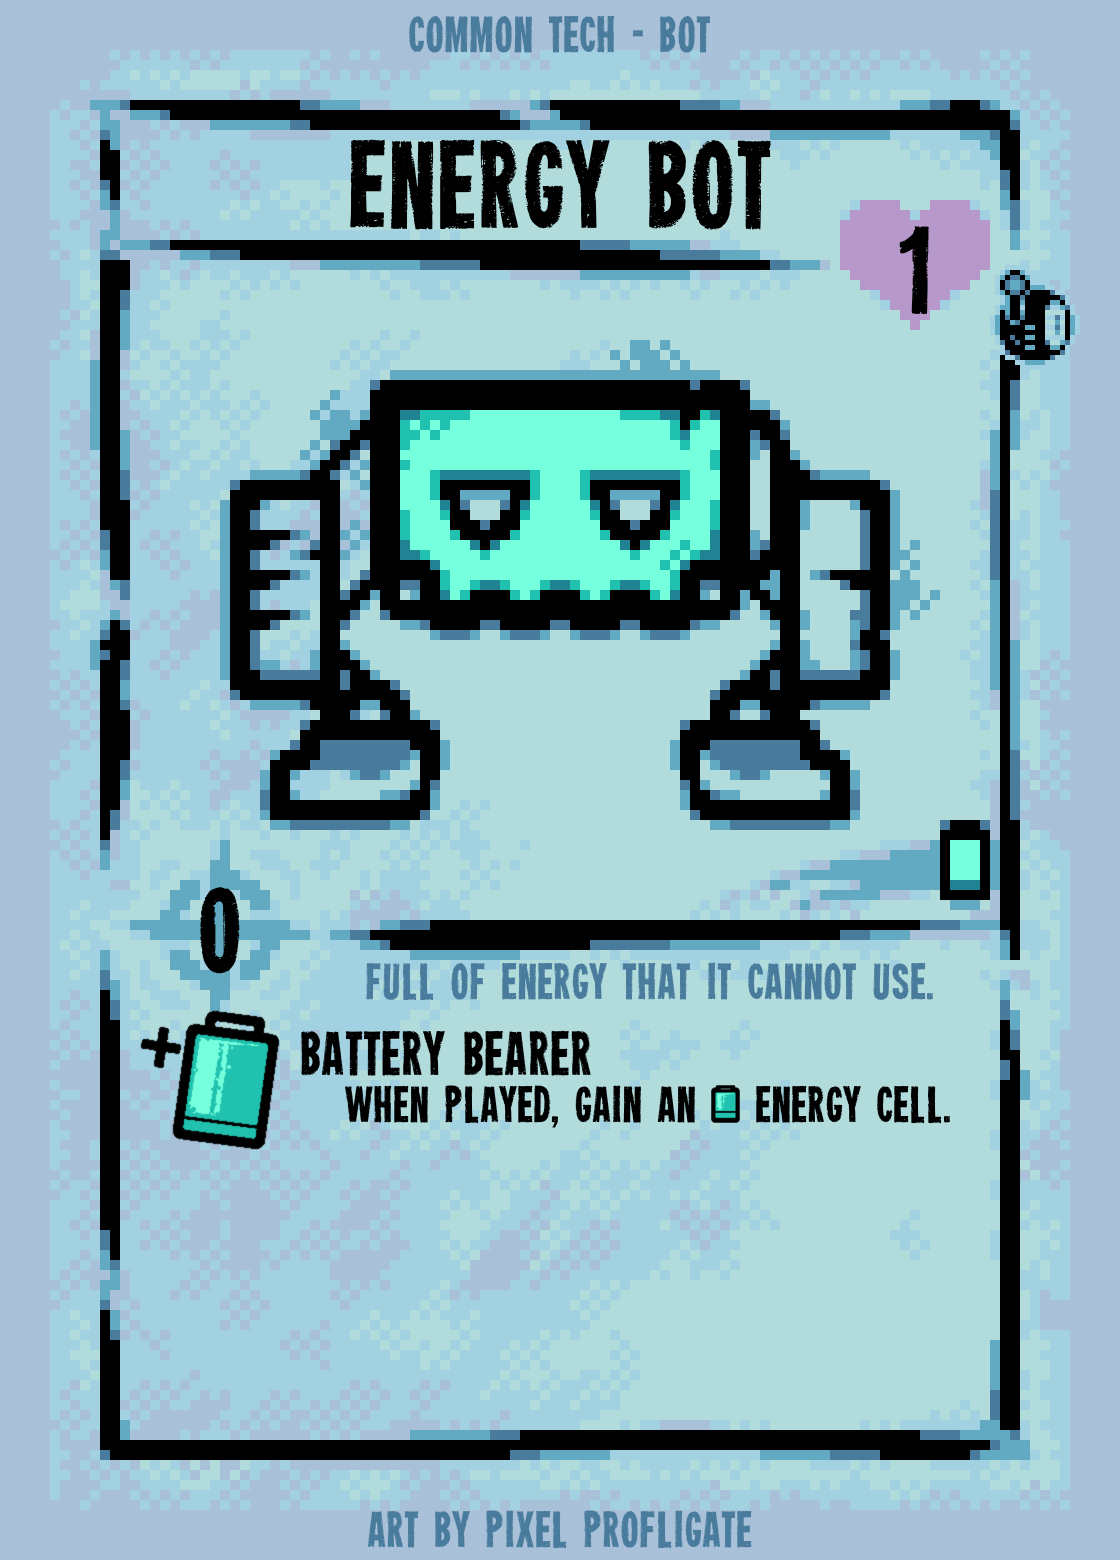 COMMON TECH - BOT
ENERGY BOT
1
0
FULL OF ENERGY THAT IT CANNOT USE.
+
BATTERY BEARER
WHEN PLAYED, GAIN AN ENERGY CELL.
ART BY PIXEL PROFLIGATE